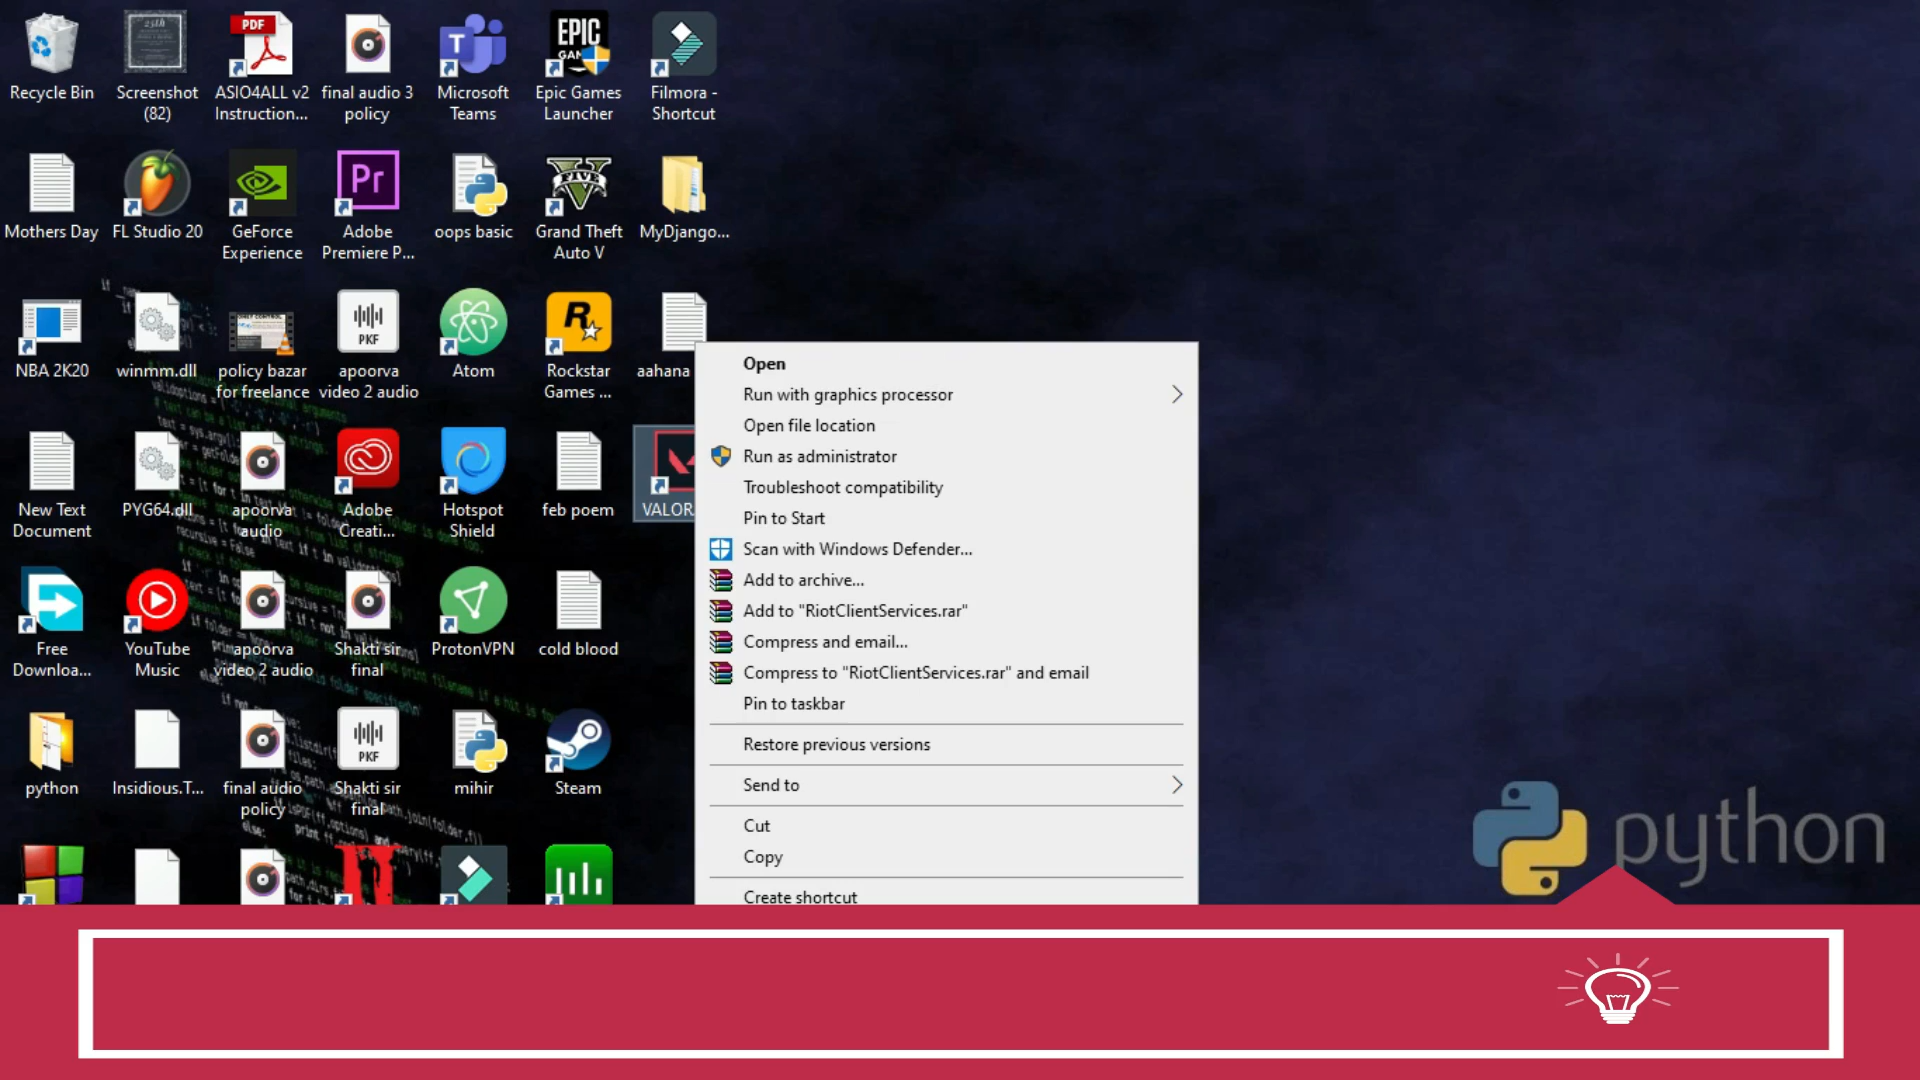 Recycle Bin
Screenshot
(82)
PDF
ASIO4ALL v2
Instruction...
final audio 3
policy
T
Microsoft
Teams
EPIC
GAM
Epic Games
Launcher
Filmora -
Shortcut
Mothers Day
FL Studio 20
GeForce
Experience
Pr
Adobe
Premiere P...
oops basic
FIVE
Grand Theft
Auto V
MyDjango...
NBA 2K20
winmm.dll
policy bazar
for freelance
PKF
apoorva
video 2 audio
Atom
R
Rockstar
Games ...
aahana
New Text
Document
PYG64.dll
apoorva
audio
Adobe
Creati...
Hotspot
Shield
feb poem
VALOR
Free
Downloa...
YouTube
Music
apoorva
video 2 audio
Shakti sir
final
ProtonVPN
cold blood
python
Insidious.T...
final audio
policy
PKF
Shakti sir
final
mihir
Steam
Open
Run with graphics processor
Open file location
Run as administrator
Troubleshoot compatibility
Pin to Start
Scan with Windows Defender...
Add to archive...
Add to "RiotClientServices.rar"
Compress and email...
Compress to "RiotClientServices.rar" and email
Pin to taskbar
Restore previous versions
Send to
Cut
Copy
Create shortcut
python